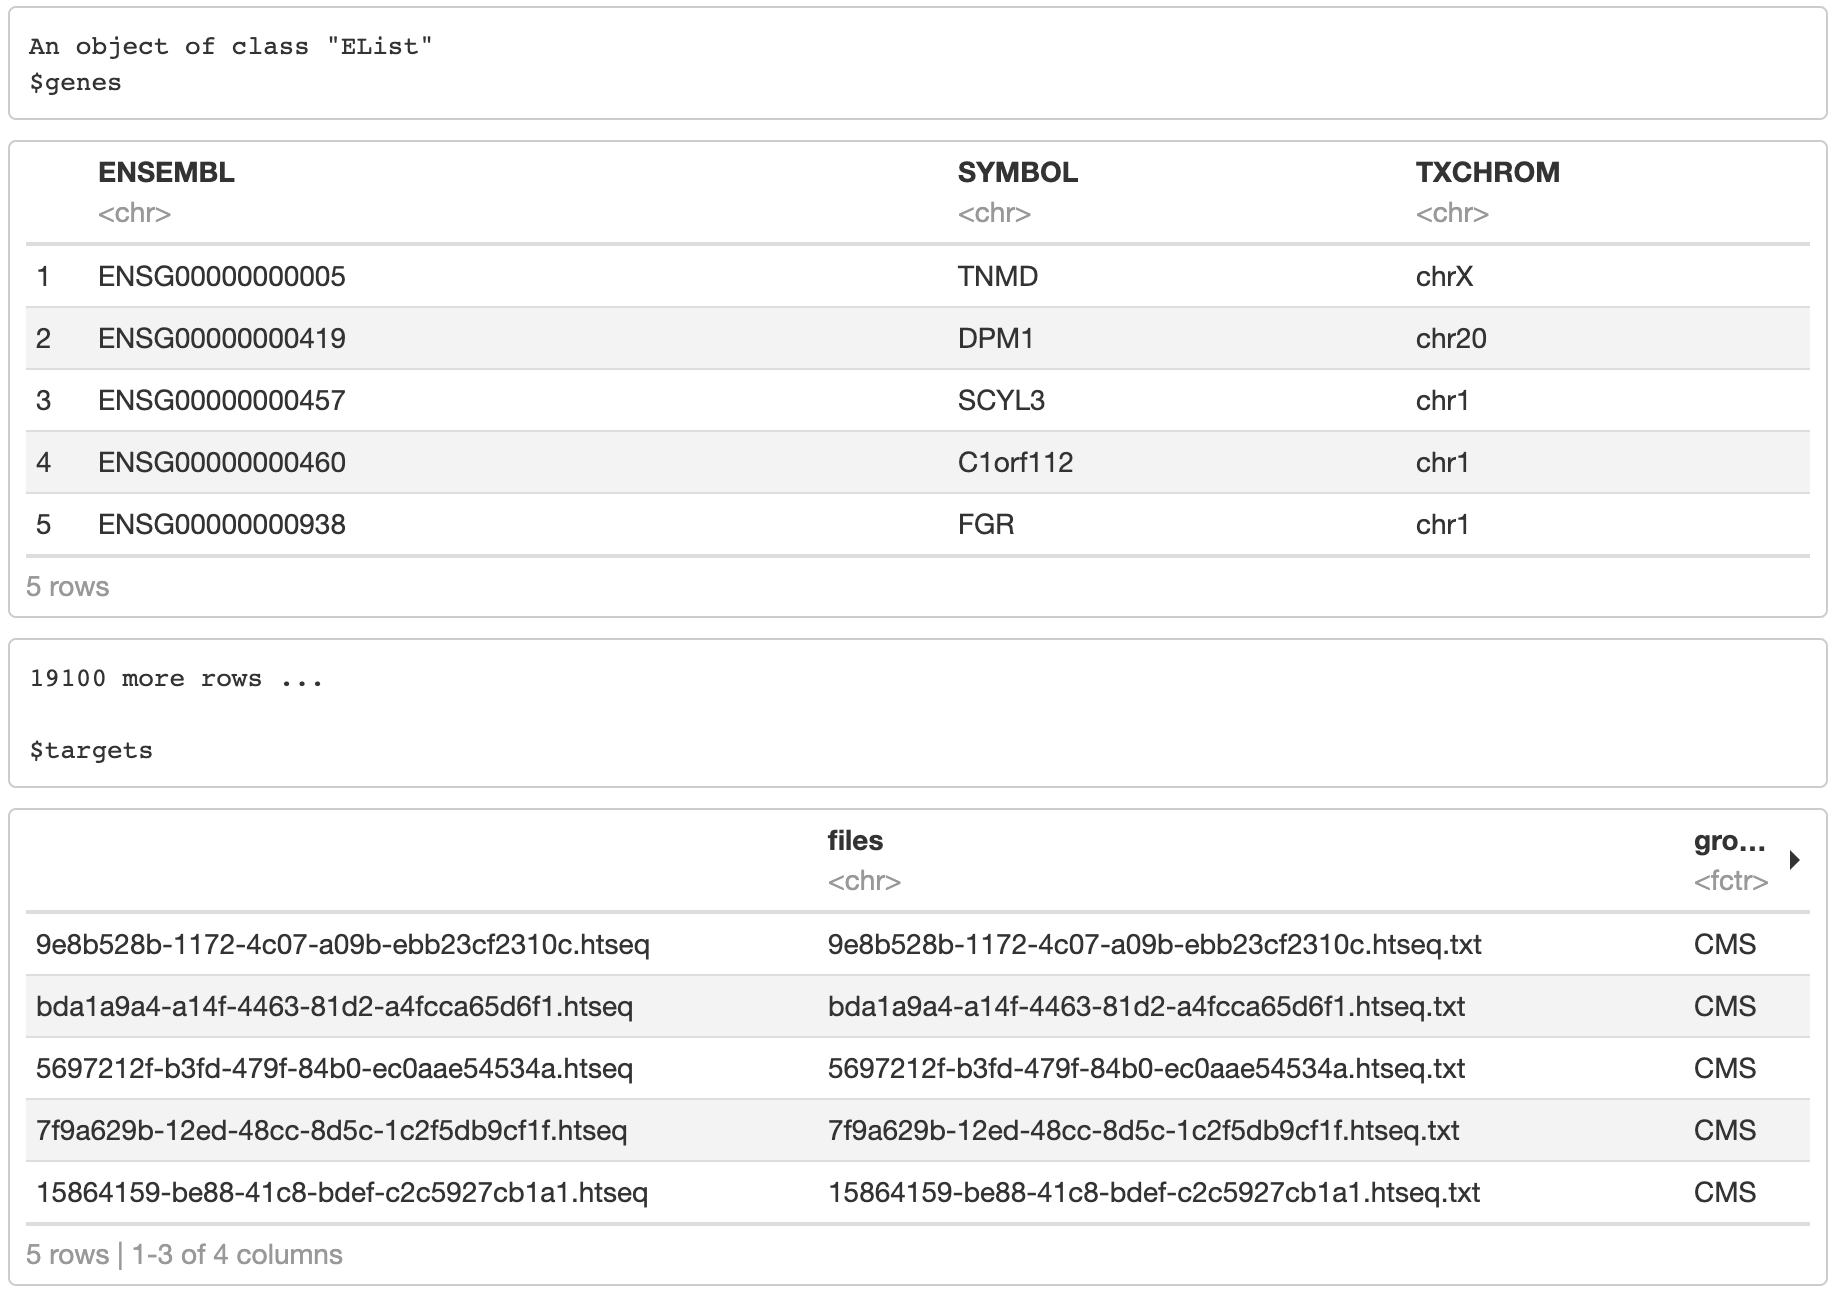 An object of class "EList"
$genes
ENSEMBL SYMBOL TXCHROM
<chr> <chr> <chr>
1 ENSG00000000005 TNMD chrX
2 ENSG00000000419 DPM1 chr20
3 ENSG00000000457 SCYL3 chr1
4 ENSG00000000460 C1orf112 chr1
5 ENSG00000000938 FGR chr1
5 rows
19100 more rows ...
$targets
files gro...
<chr> <fctr>
9e8b528b-1172-4c07-a09b-ebb23cf2310c.htseq 9e8b528b-1172-4c07-a09b-ebb23cf2310c.htseq.txt CMS
bda1a9a4-a14f-4463-81d2-a4fcca65d6f1.htseq bda1a9a4-a14f-4463-81d2-a4fcca65d6f1.htseq.txt CMS
5697212f-b3fd-479f-84b0-ec0aae54534a.htseq 5697212f-b3fd-479f-84b0-ec0aae54534a.htseq.txt CMS
7f9a629b-12ed-48cc-8d5c-1c2f5db9cf1f.htseq 7f9a629b-12ed-48cc-8d5c-1c2f5db9cf1f.htseq.txt CMS
15864159-be88-41c8-bdef-c2c5927cb1a1.htseq 15864159-be88-41c8-bdef-c2c5927cb1a1.htseq.txt CMS
5 rows | 1-3 of 4 columns